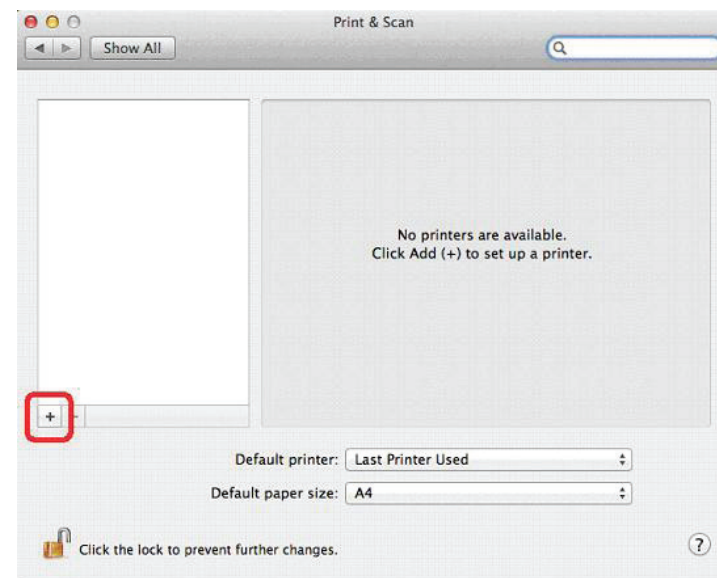 Print & Scan
Show All
No printers are available.
Click Add (+) to set up a printer.
+ -
Default printer: Last Printer Used
Default paper size: A4
Click the lock to prevent further changes.
?